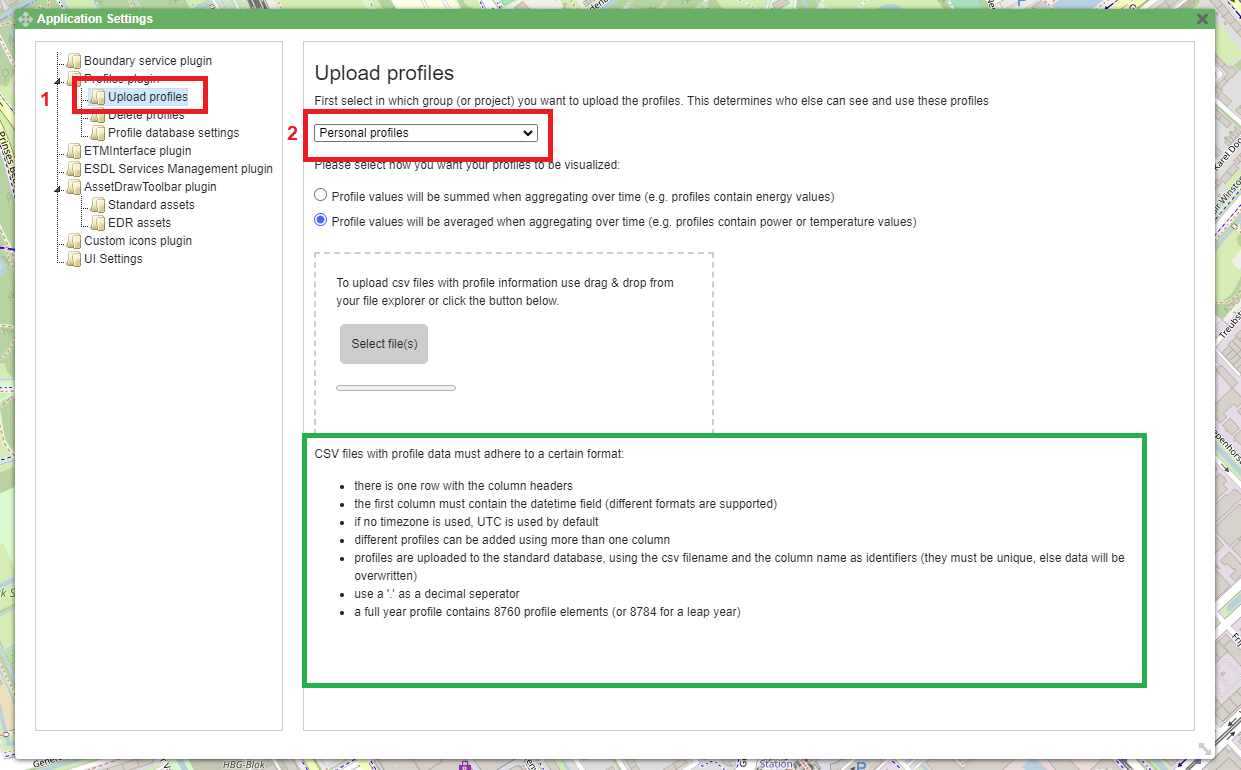 Application Settings
Boundary service plugin
Profiles plugin
1
Upload profiles
Delete profiles
Profile database settings
ETMInterface plugin
ESDL Services Management plugin
AssetDrawToolbar plugin
Standard assets
EDR assets
Custom icons plugin
UI Settings
Upload profiles
First select in which group (or project) you want to upload the profiles. This determines who else can see and use these profiles
2
Personal profiles
Please select how you want your profiles to be visualized:
Profile values will be summed when aggregating over time (e.g. profiles contain energy values)
Profile values will be averaged when aggregating over time (e.g. profiles contain power or temperature values)
To upload csv files with profile information use drag & drop from
your file explorer or click the button below.
Select file(s)
CSV files with profile data must adhere to a certain format:
• there is one row with the column headers
• the first column must contain the datetime field (different formats are supported)
• if no timezone is used, UTC is used by default
• different profiles can be added using more than one column
• profiles are uploaded to the standard database, using the csv filename and the column name as identifiers (they must be unique, else data will be
overwritten)
• use a '.' as a decimal seperator
• a full year profile contains 8760 profile elements (or 8784 for a leap year)
Karel Doo
HBG-Blok
Station
P